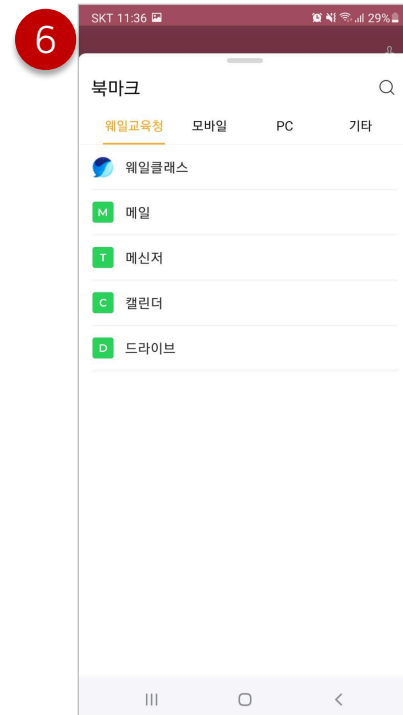 6
SKT 11:36 29%
북마크
웨일교육청 모바일 PC 기타
웨일클래스
M 메일
T 메신저
C 캘린더
D 드라이브